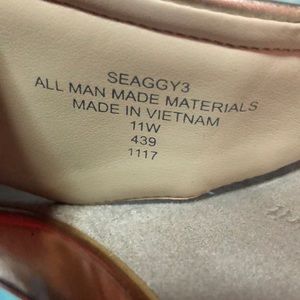 SEAGGY3
ALL MAN MADE MATERIALS
MADE IN VIETNAM
11W
439
1117